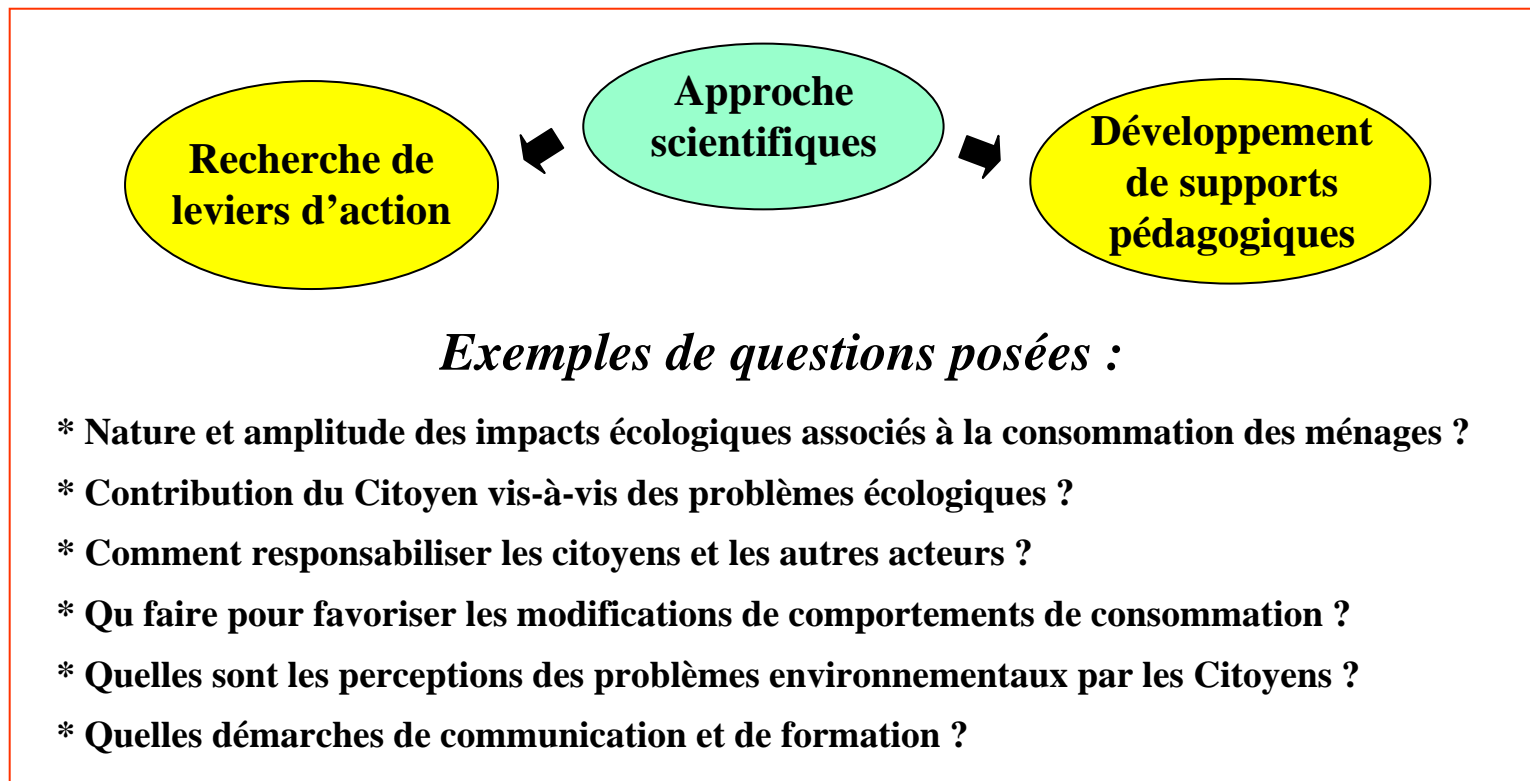 Approche
scientifiques
Recherche de
leviers d’action
Développement
de supports
pédagogiques
Exemples de questions posées :
* Nature et amplitude des impacts écologiques associés à la consommation des ménages ?
* Contribution du Citoyen vis-à-vis des problèmes écologiques ?
* Comment responsabiliser les citoyens et les autres acteurs ?
* Qu faire pour favoriser les modifications de comportements de consommation ?
* Quelles sont les perceptions des problèmes environnementaux par les Citoyens ?
* Quelles démarches de communication et de formation ?